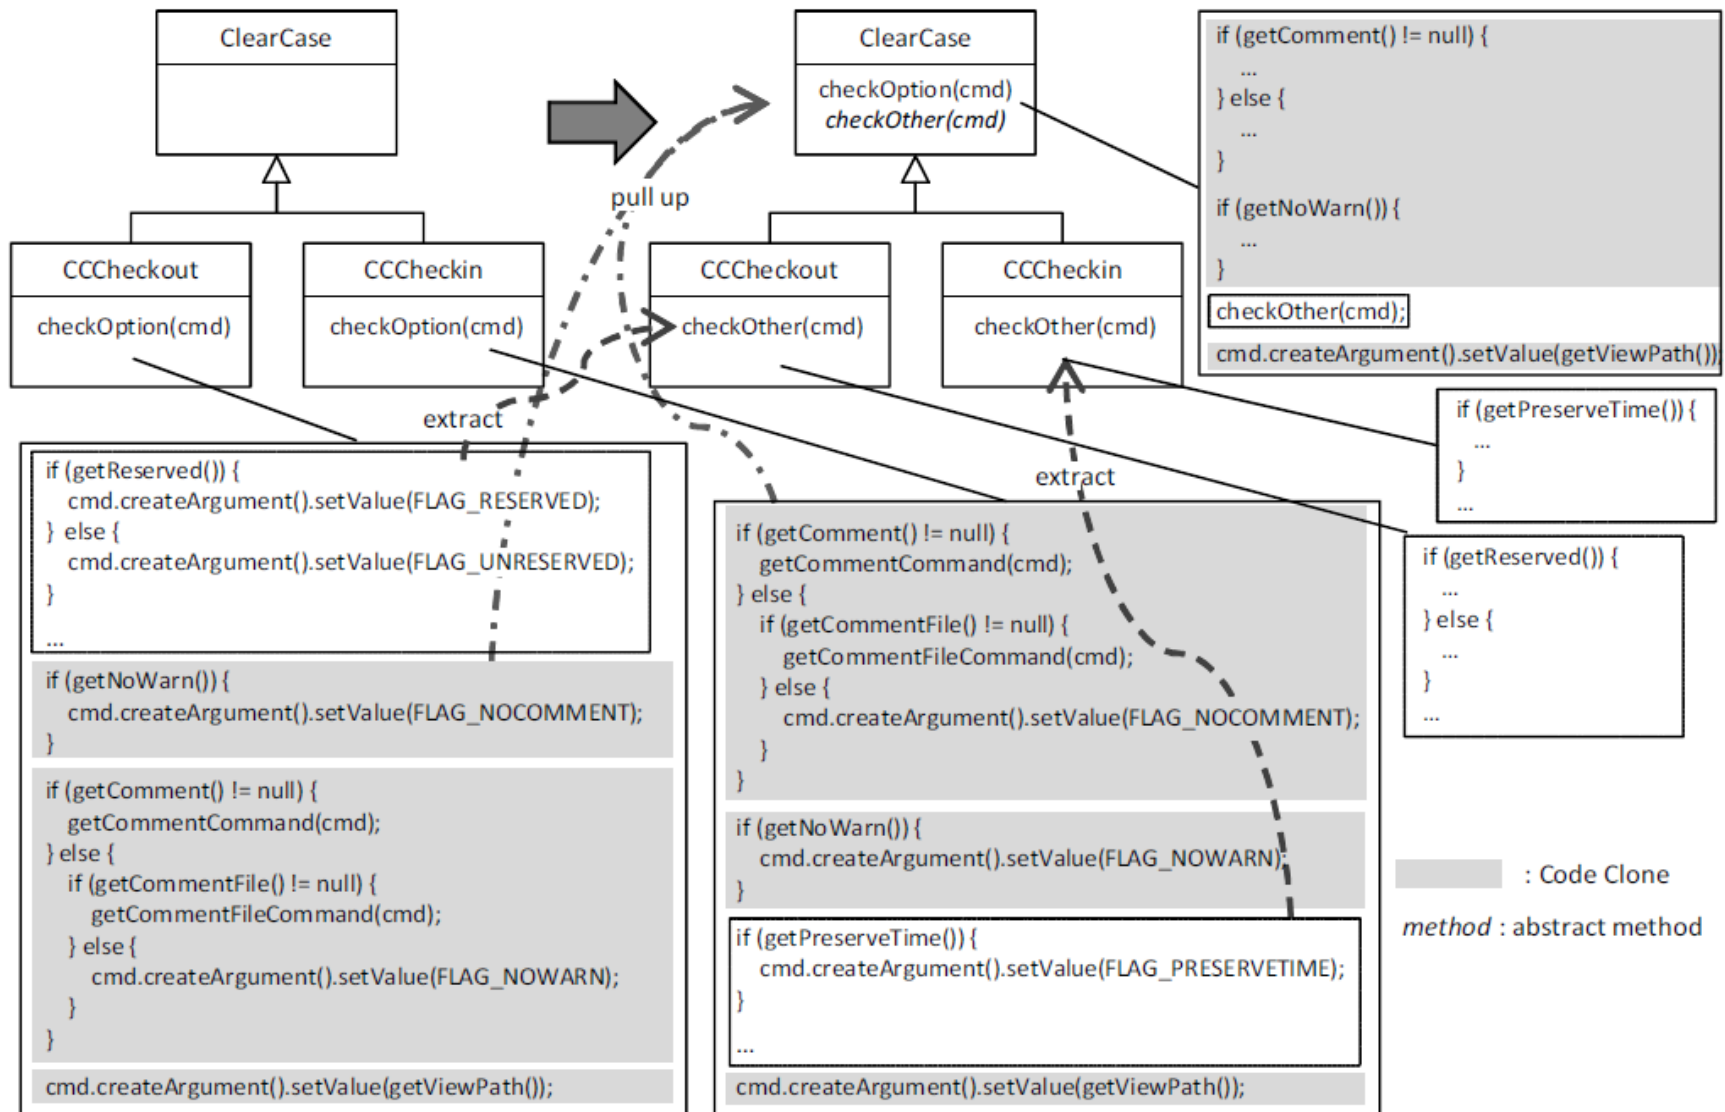 ClearCase
ClearCase
checkOption(cmd)
checkOther(cmd)
if (getComment() != null) {
...
} else {
...
}
if (getNoWarn()) {
...
}
checkOther(cmd);
cmd.createArgument().setValue(getViewPath());
pull up
CCCheckout
checkOption(cmd)
CCCheckin
checkOption(cmd)
CCCheckout
checkOther(cmd)
CCCheckin
checkOther(cmd)
extract
extract
if (getPreserveTime()) {
...
}
...
if (getReserved()) {
...
} else {
...
}
...
if (getReserved()) {
cmd.createArgument().setValue(FLAG_RESERVED);
} else {
cmd.createArgument().setValue(FLAG_UNRESERVED);
}
...
if (getNoWarn()) {
cmd.createArgument().setValue(FLAG_NOCOMMENT);
}
if (getComment() != null) {
getCommentCommand(cmd);
} else {
if (getCommentFile() != null) {
getCommentFileCommand(cmd);
} else {
cmd.createArgument().setValue(FLAG_NOWARN);
}
}
cmd.createArgument().setValue(getViewPath());
if (getComment() != null) {
getCommentCommand(cmd);
} else {
if (getCommentFile() != null) {
getCommentFileCommand(cmd);
} else {
cmd.createArgument().setValue(FLAG_NOCOMMENT);
}
}
if (getNoWarn()) {
cmd.createArgument().setValue(FLAG_NOWARN);
}
if (getPreserveTime()) {
cmd.createArgument().setValue(FLAG_PRESERVETIME);
}
...
cmd.createArgument().setValue(getViewPath());
: Code Clone
method : abstract method